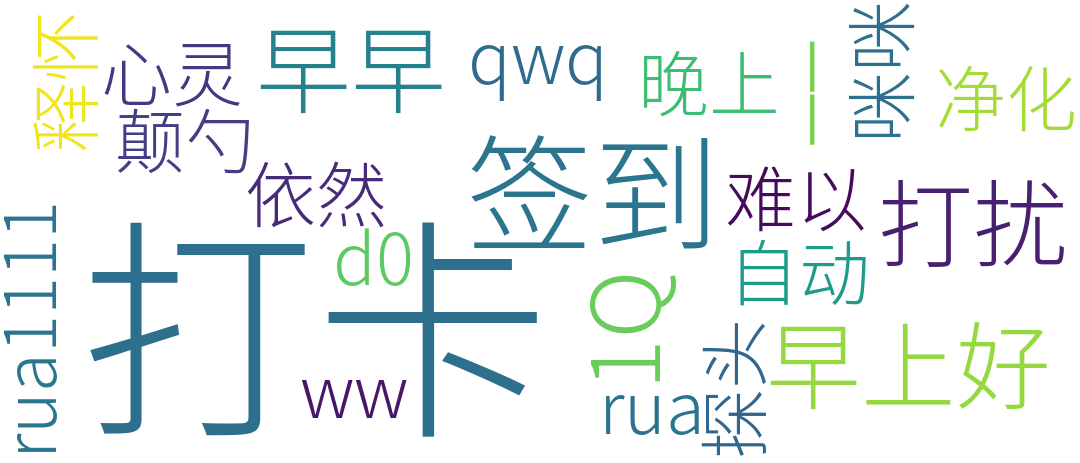 释怀
心灵
早早
qwq
晚上
咪咪
净化
颠勺
依然
签到
难以
打扰
rua1111
打卡
d0
1Q
自动
ww
rua
探头
早上好